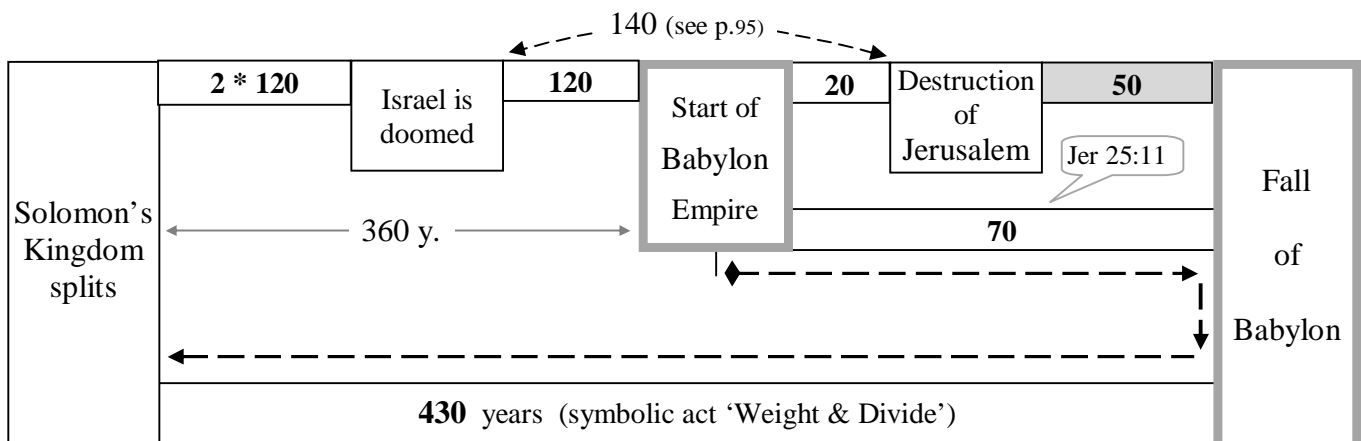 140 (see p.95)
2 * 120
Israel is
doomed
120
Start of
Babylon
Empire
20
Destruction
of
Jerusalem
50
Jer 25:11
Fall
of
Babylon
Solomon’s
Kingdom
splits
360 y.
70
430 years (symbolic act ‘Weight & Divide’)